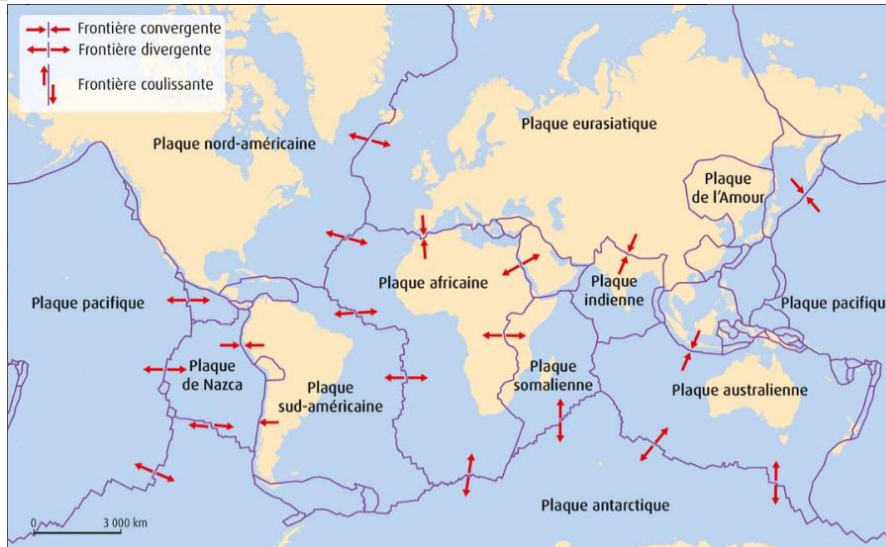 Frontière convergente
Frontière divergente
Frontière coulissante
Plaque nord-américaine
Plaque eurasiatique
Plaque
de l'Amour
Plaque pacifique
Plaque africaine
Plaque
indienne
Plaque pacifiqu
Plaque
de Nazca
Plaque
sud-américaine
Plaque
somalienne
Plaque australienne
Plaque antarctique
0
3 000 km